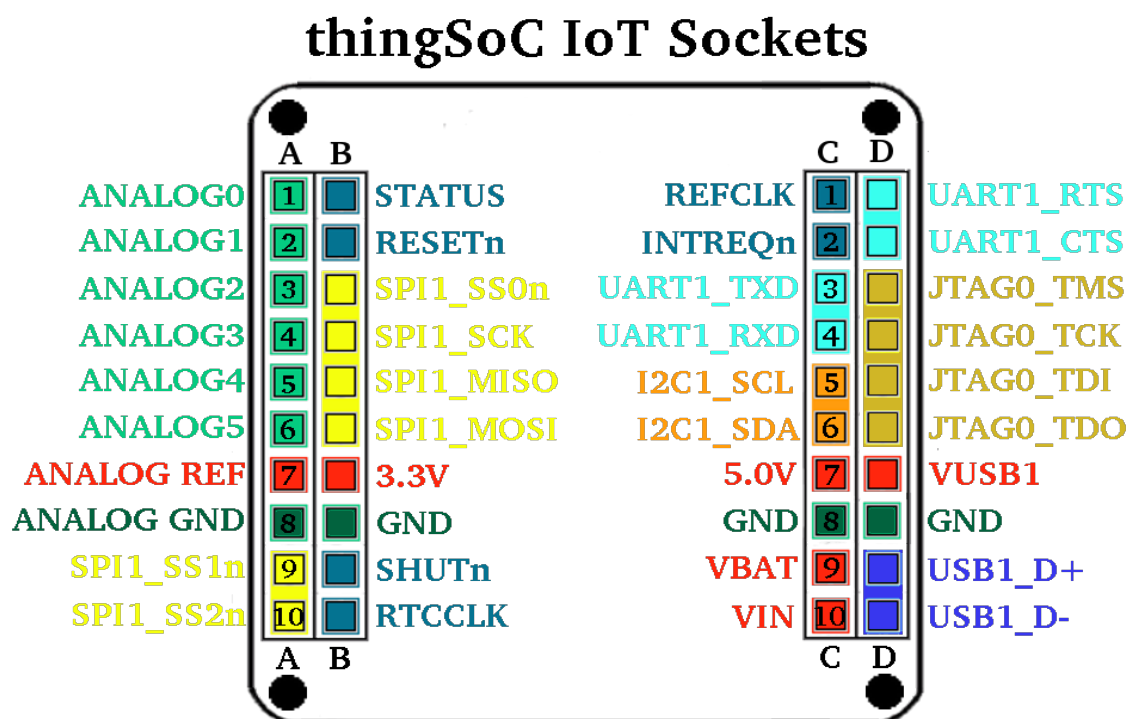 thingSoC IoT Sockets
A B C D
ANALOG0 1 STATUS REFCLK 1 UART1_RTS
ANALOG1 2 RESETn INTREQn 2 UART1_CTS
ANALOG2 3 SPI1_SS0n UART1_TXD 3 JTAG0_TMS
ANALOG3 4 SPI1_SCK UART1_RXD 4 JTAG0_TCK
ANALOG4 5 SPI1_MISO I2C1_SCL 5 JTAG0_TDI
ANALOG5 6 SPI1_MOSI I2C1_SDA 6 JTAG0_TDO
ANALOG REF 7 3.3V 5.0V 7 VUSB1
ANALOG GND 8 GND GND 8 GND
SPI1_SS1n 9 SHUTn VBAT 9 USB1_D+
SPI1_SS2n 10 RTCCLK VIN 10 USB1_D-
A B C D